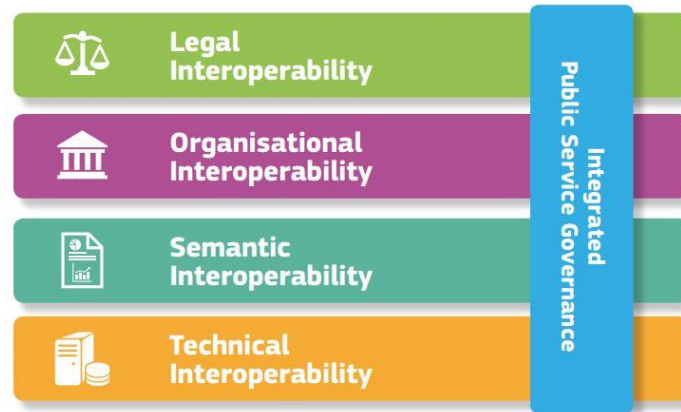 Legal
Interoperability
Organisational
Interoperability
Semantic
Interoperability
Technical
Interoperability
Integrated
Public Service Governance